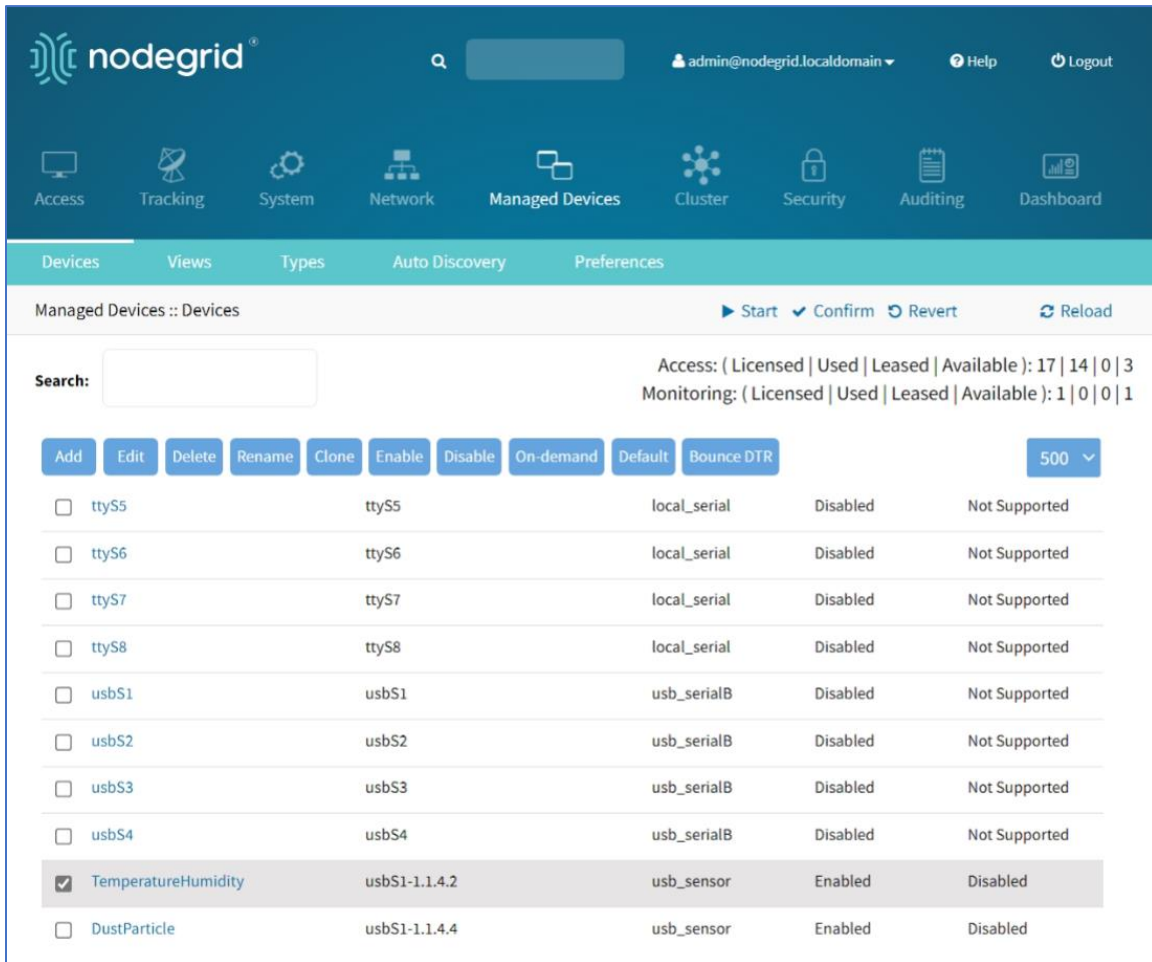 nodegrid®
admin@nodegrid.localdomain Help Logout
Access Tracking System Network Managed Devices Cluster Security Auditing Dashboard
Devices Views Types Auto Discovery Preferences
Managed Devices :: Devices Start Confirm Revert Reload
Access: ( Licensed | Used | Leased | Available ): 17 | 14 | 0 | 3
Search:
Monitoring: ( Licensed | Used | Leased | Available ): 1 | 0 | 0 | 1
Add Edit Delete Rename Clone Enable Disable On-demand Default Bounce DTR 500
ttyS5 ttyS5 local_serial Disabled Not Supported
ttyS6 ttyS6 local_serial Disabled Not Supported
ttyS7 ttyS7 local_serial Disabled Not Supported
ttyS8 ttyS8 local_serial Disabled Not Supported
usbS1 usbS1 usb_serialB Enabled Not Supported
usbS2 usbS2 usb_serialB Disabled Not Supported
usbS3 usbS3 usb_serialB Disabled Not Supported
usbS4 usbS4 usb_serialB Disabled Not Supported
TemperatureHumidity usbS1-1.1.4.2 usb_sensor Enabled Disabled
DustParticle usbS1-1.1.4.4 usb_sensor Enabled Disabled